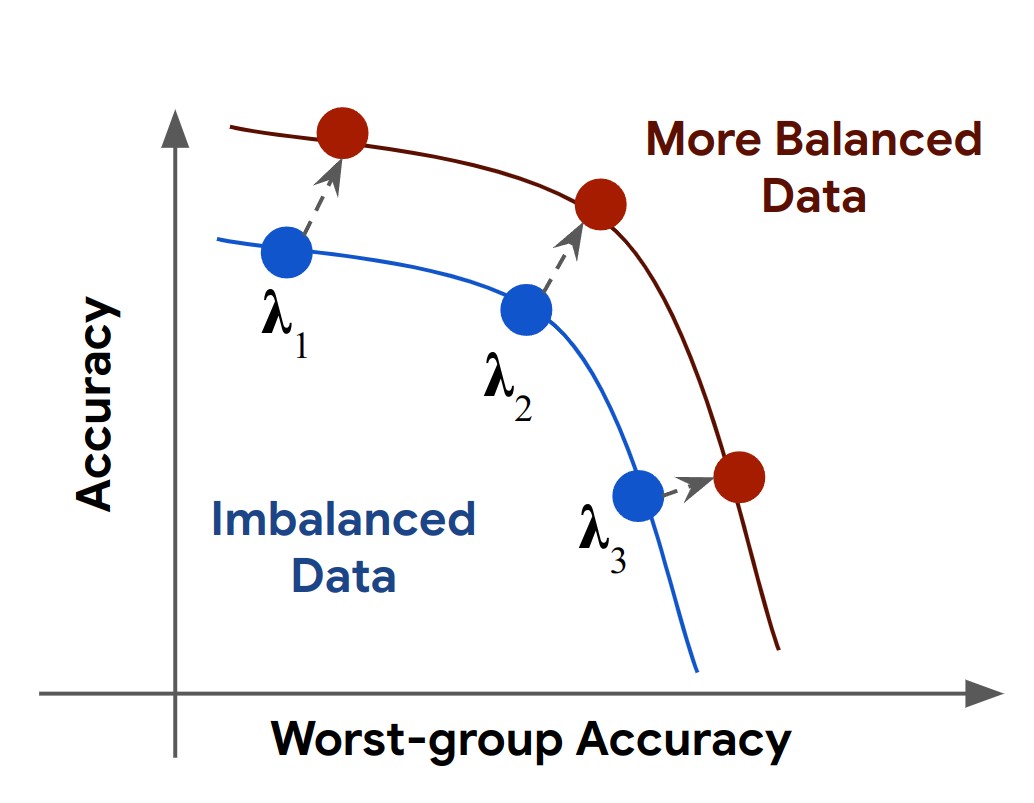 More Balanced
Data
λ1
λ2
Accuracy
Imbalanced
Data
λ3
Worst-group Accuracy